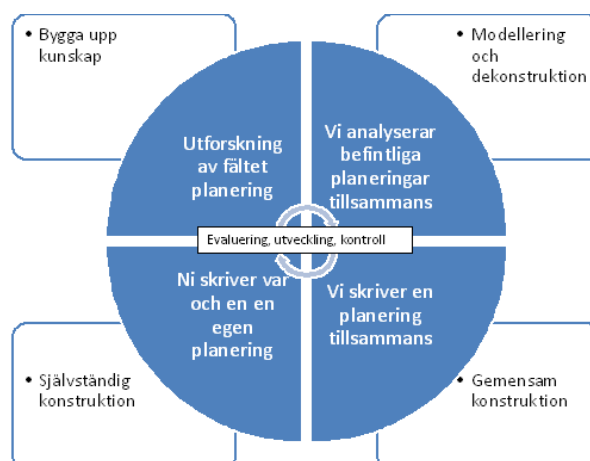 • Bygga upp
kunskap
• Modellering
och
dekonstruktion
Utforskning
av fältet
planering
Vi analyserar
befintliga
planeringar
tillsammans
Evaluering, utveckling, kontroll
Ni skriver var
och en en
egen
planering
Vi skriver en
planering
tillsammans
• Självständig
konstruktion
• Gemensam
konstruktion